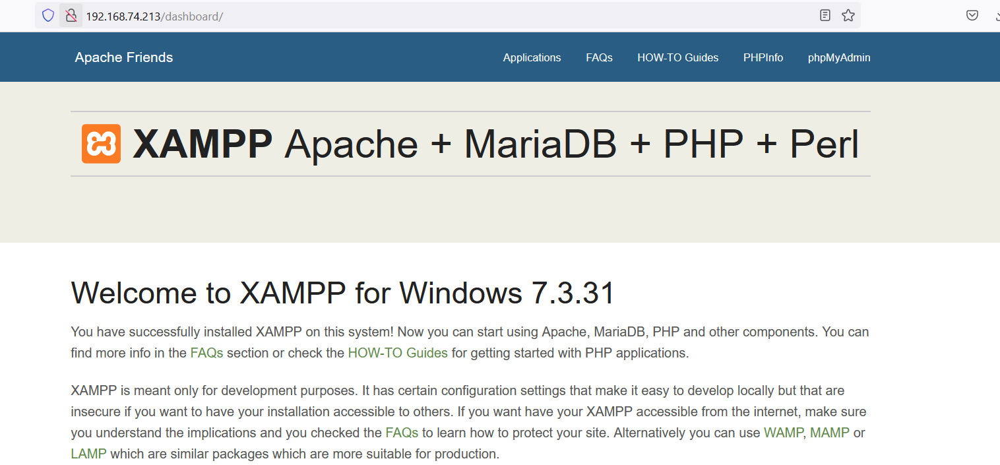 192.168.74.213/dashboard/
Apache Friends Applications FAQs HOW-TO Guides PHPInfo phpMyAdmin
XAMPP Apache + MariaDB + PHP + Perl
Welcome to XAMPP for Windows 7.3.31
You have successfully installed XAMPP on this system! Now you can start using Apache, MariaDB, PHP and other components. You can
find more info in the FAQs section or check the HOW-TO Guides for getting started with PHP applications.
XAMPP is meant only for development purposes. It has certain configuration settings that make it easy to develop locally but that are
insecure if you want to have your installation accessible to others. If you want have your XAMPP accessible from the internet, make sure
you understand the implications and you checked the FAQs to learn how to protect your site. Alternatively you can use WAMP, MAMP or
LAMP which are similar packages which are more suitable for production.